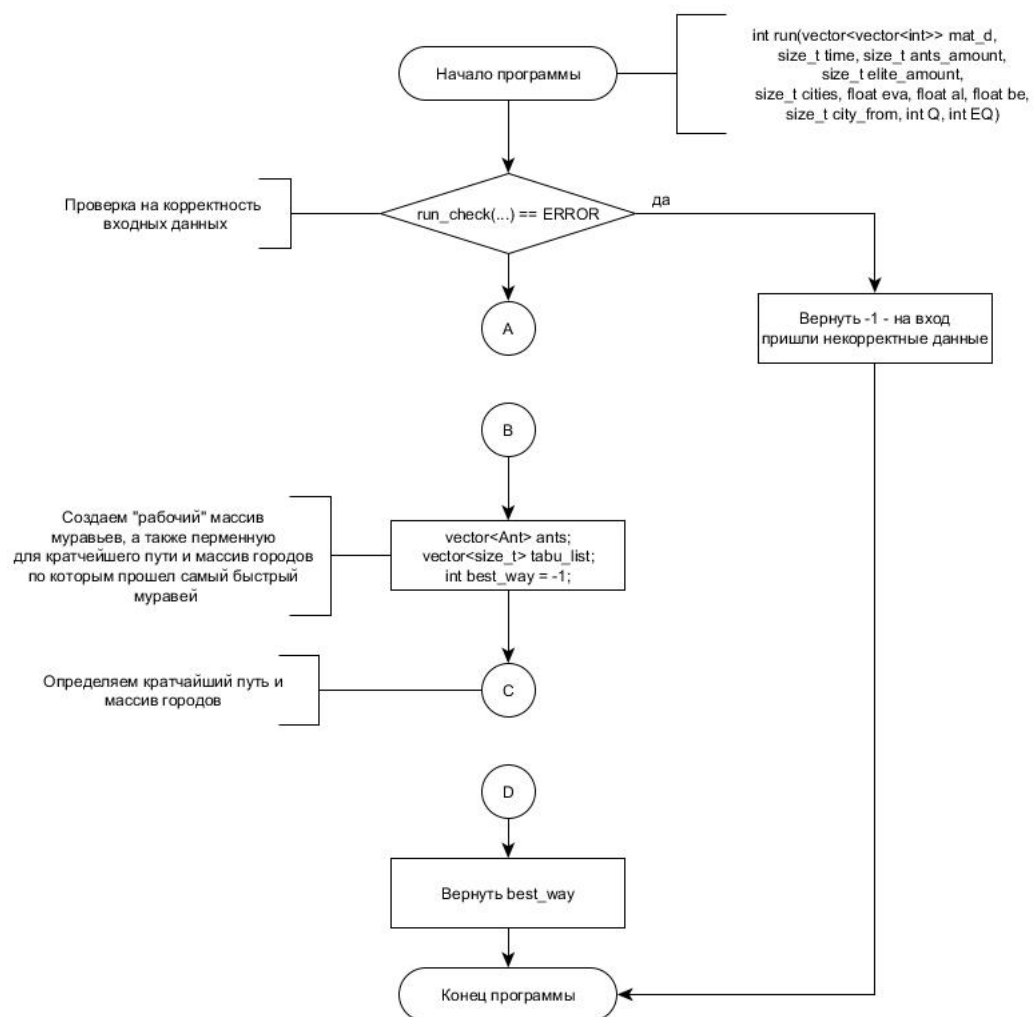 Начало программы
int run(vector<vector<int>> mat_d,
size_t time, size_t ants_amount,
size_t elite_amount,
size_t cities, float eva, float al, float be,
size_t city_from, int Q, int EQ)
Проверка на корректность
входных данных
run_check(...) == ERROR
да
A
Вернуть -1 - на вход
пришли некорректные данные
B
Создаем "рабочий" массив
муравьев, а также перменную
для кратчейшего пути и массив городов
по которым прошел самый быстрый
муравей
vector<Ant> ants;
vector<size_t> tabu_list;
int best_way = -1;
Определяем кратчайший путь и
массив городов
C
D
Вернуть best_way
Конец программы